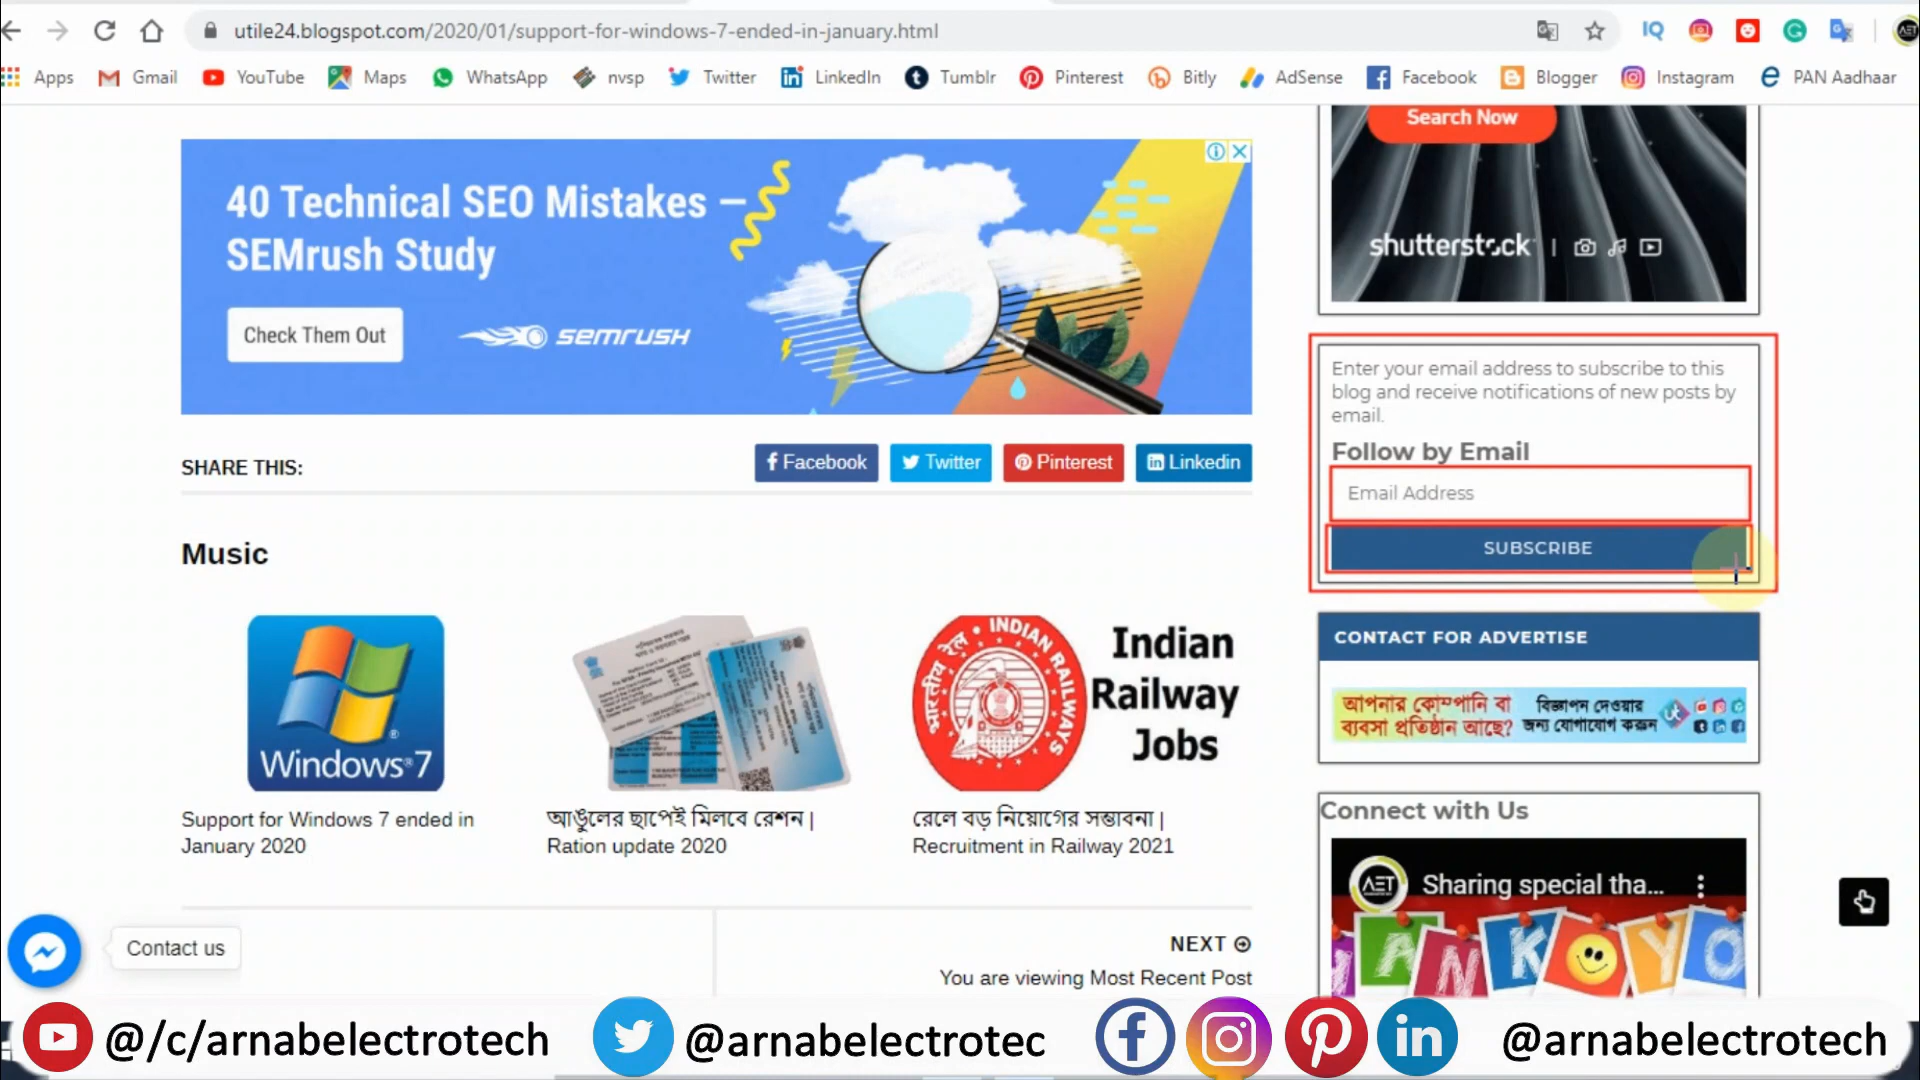 utile24.blogspot.com/2020/01/support-for-windows-7-ended-in-january.html
Apps Gmail YouTube Maps WhatsApp nvsp Twitter LinkedIn Tumblr Pinterest Bitly AdSense Facebook Blogger Instagram PAN Aadhaar
40 Technical SEO Mistakes –
SEMrush Study
Check Them Out
SEMRUSH
SHARE THIS:
Facebook Twitter Pinterest Linkedin
Music
Windows®7
Support for Windows 7 ended in
January 2020
আঙুলের ছাপেই মিলবে রেশন |
Ration update 2020
INDIAN RAILWAYS
भारतीय रेल
Indian
Railway
Jobs
রেলে বড় নিয়োগের সম্ভাবনা |
Recruitment in Railway 2021
NEXT
You are viewing Most Recent Post
Contact us
Search Now
shutterstock
Enter your email address to subscribe to this
blog and receive notifications of new posts by
email.
Follow by Email
Email Address
SUBSCRIBE
CONTACT FOR ADVERTISE
আপনার কোম্পানি বা
ব্যবসা প্রতিষ্ঠান আছে?
বিজ্ঞাপন দেওয়ার
জন্য যোগাযোগ করুন
Connect with Us
AET
Sharing special tha...
ANKYO
@/c/arnabelectrotech @arnabelectrotec @arnabelectrotech